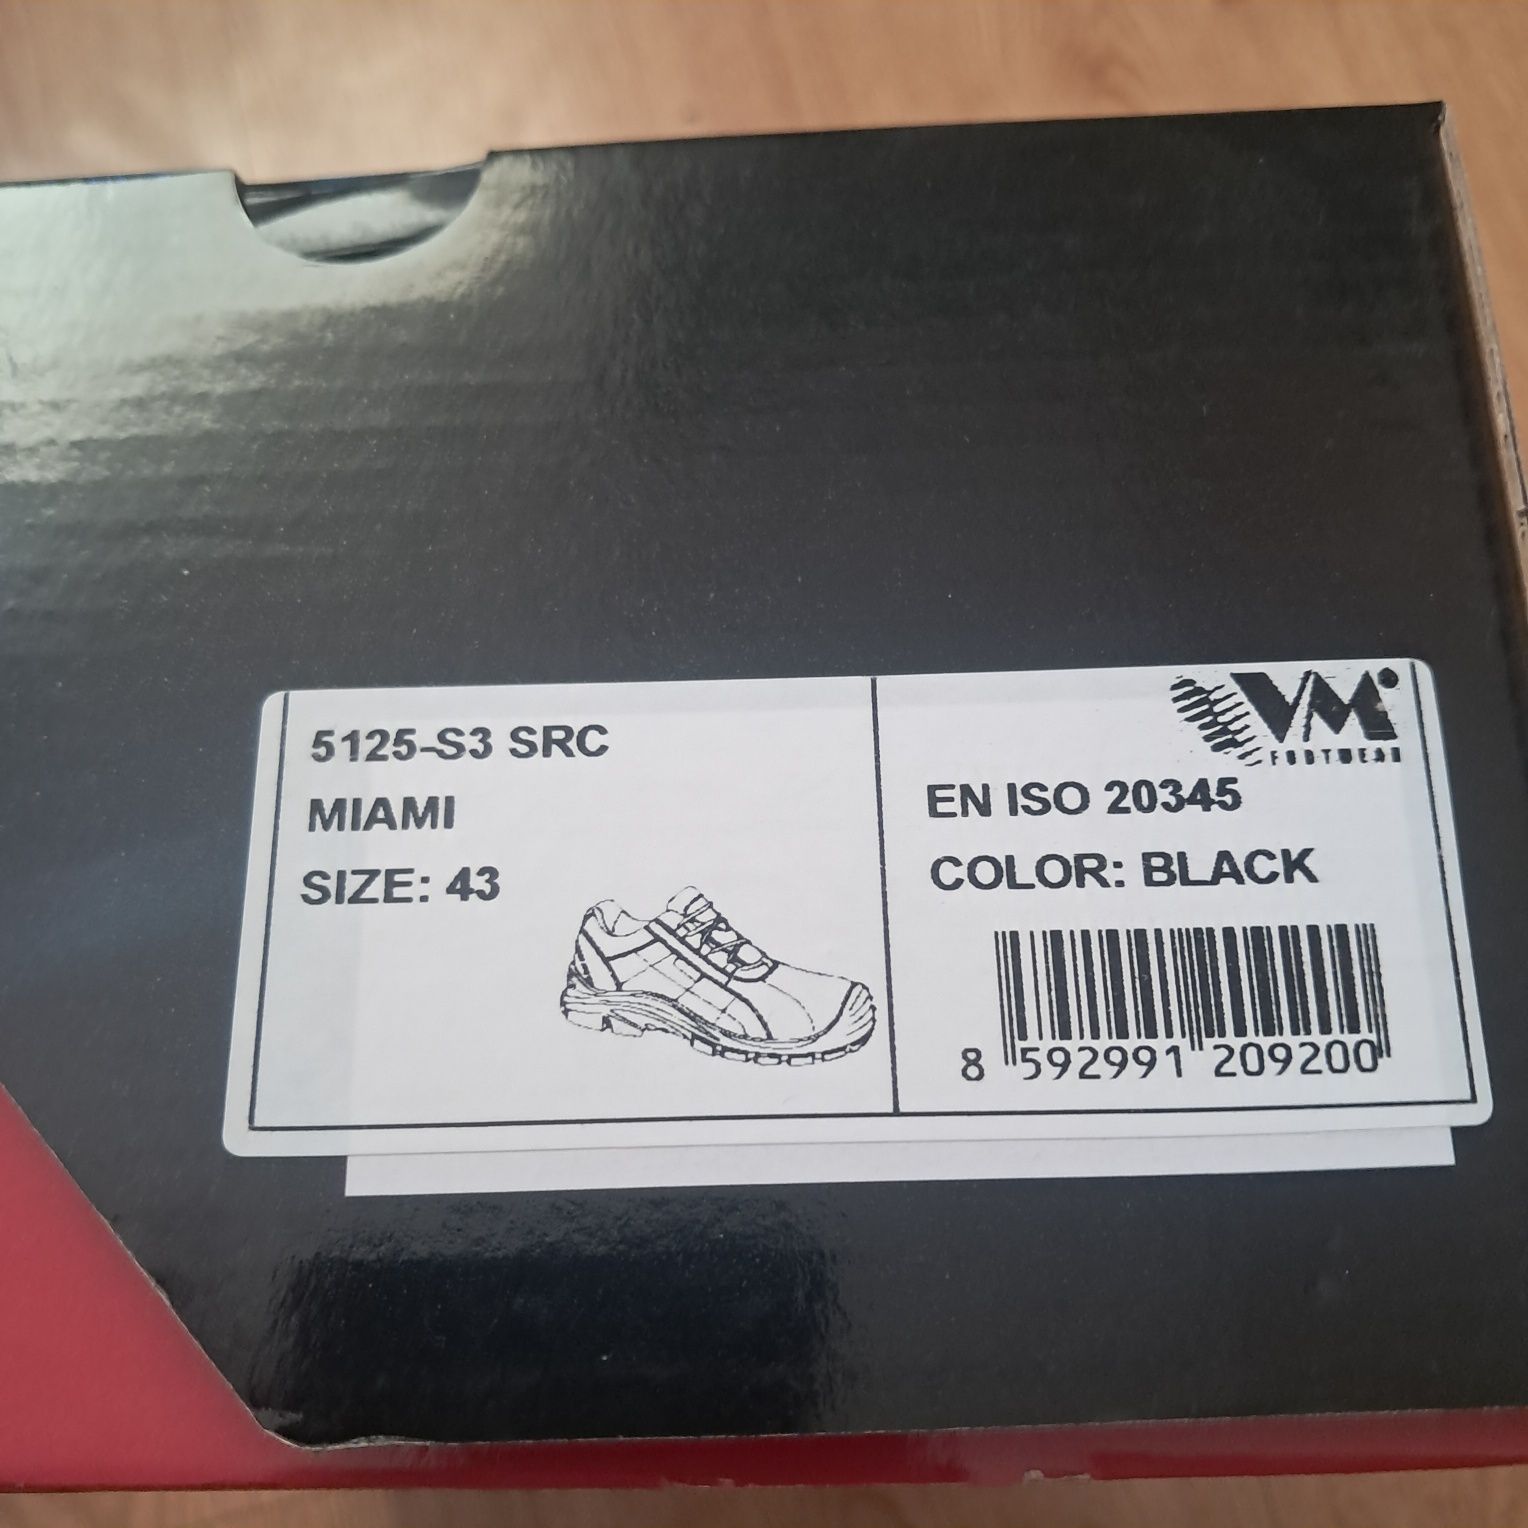 5125-S3 SRC
MIAMI
SIZE: 43
VM
FOOTWEAR
EN ISO 20345
COLOR: BLACK
8 592991 209200